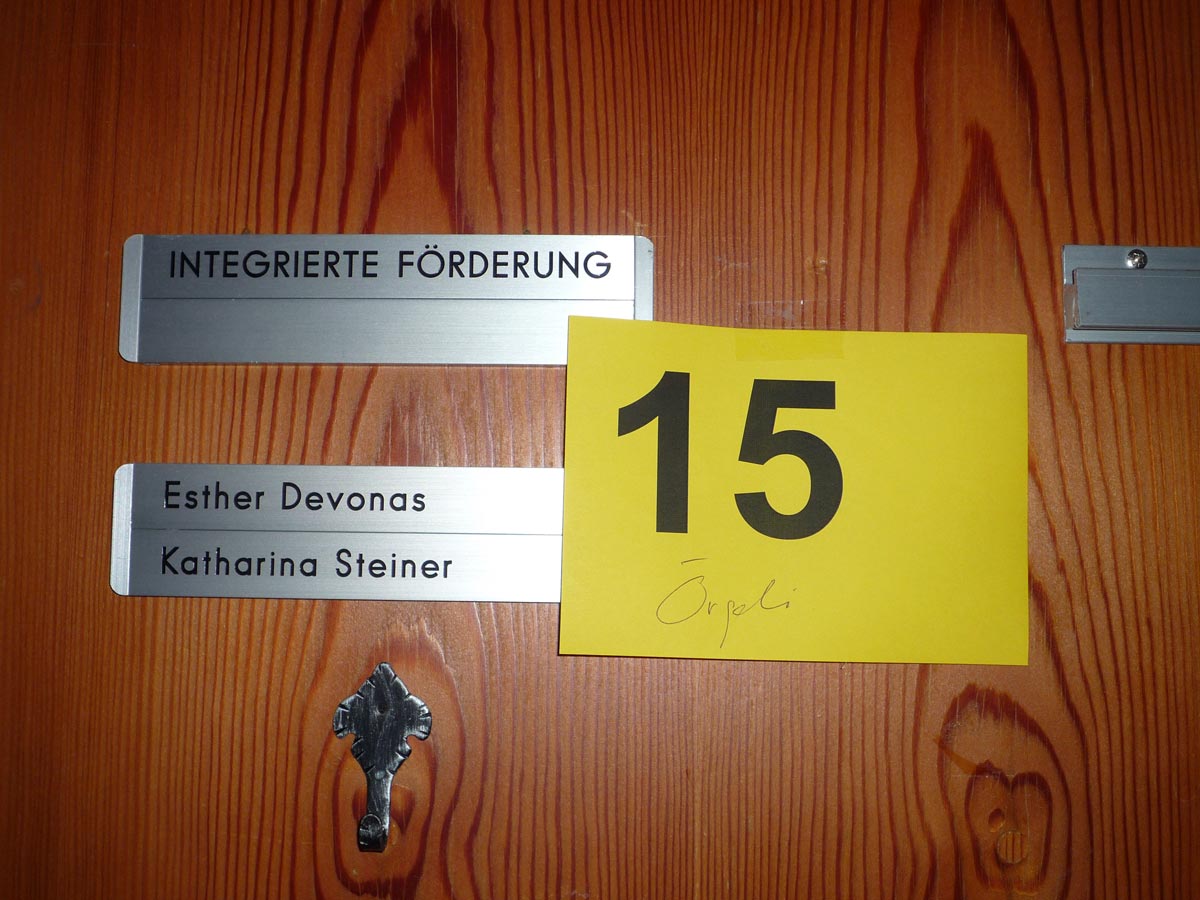 INTEGRIERTE FÖRDERUNG
Esther Devonas
Katharina Steiner
15
Örgeli